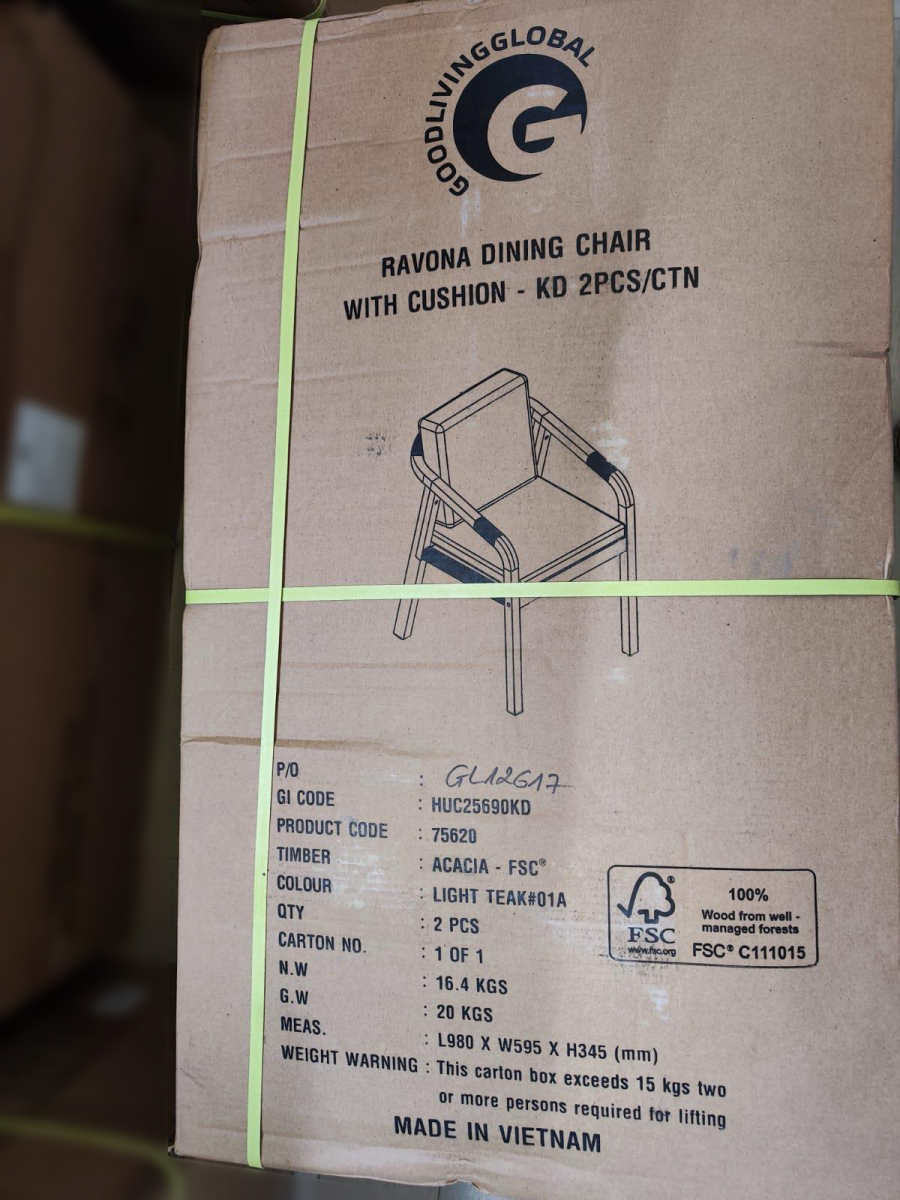 GOODLIVINGGLOBAL
G
RAVONA DINING CHAIR
WITH CUSHION - KD 2PCS/CTN
P/O : GL12617
GI CODE : HUC25690KD
PRODUCT CODE : 75620
TIMBER : ACACIA - FSC®
COLOUR : LIGHT TEAK#01A
QTY : 2 PCS
CARTON NO. : 1 OF 1
N.W : 16.4 KGS
G.W : 20 KGS
MEAS. : L980 X W595 X H345 (mm)
WEIGHT WARNING : This carton box exceeds 15 kgs two
or more persons required for lifting
MADE IN VIETNAM
®
FSC
www.fsc.org
100%
Wood from well -
managed forests
FSC® C111015